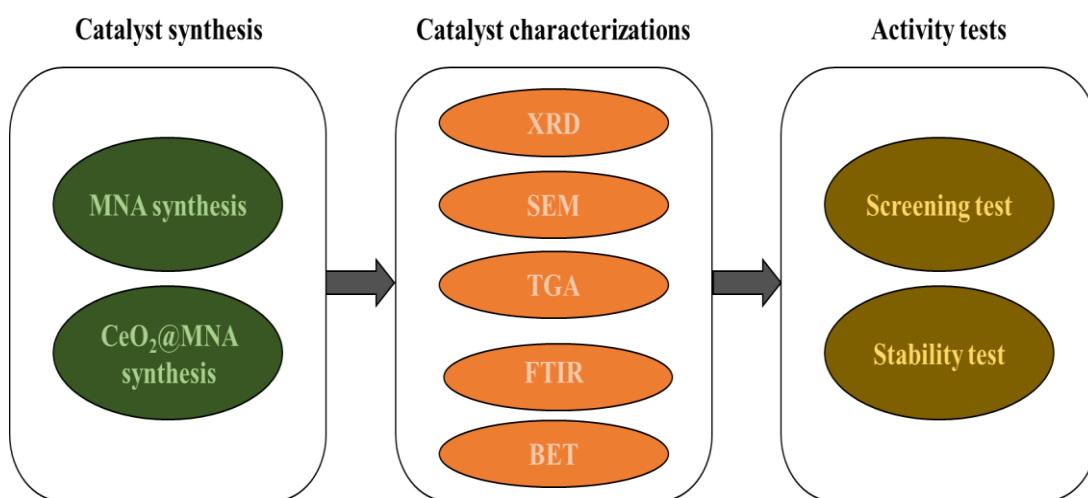 Catalyst synthesis
MNA synthesis
CeO₂@MNA
synthesis
Catalyst characterizations
XRD
SEM
TGA
FTIR
BET
Activity tests
Screening test
Stability test